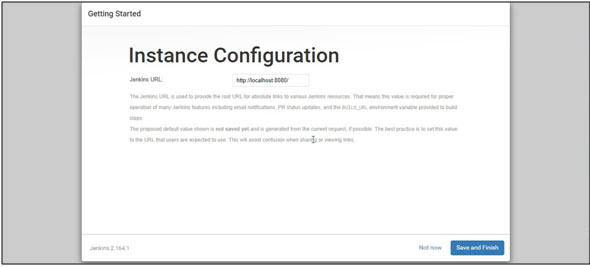 Getting Started
Instance Configuration
Jenkins URL: http://localhost:8080/
The Jenkins URL is used to provide the root URL for absolute links to various Jenkins resources. That means this value is required for proper
operation of many Jenkins features including email notifications, PR status updates, and the BUILD_URL environment variable provided to build
steps.
The proposed default value shown is not saved yet and is generated from the current request, if possible. The best practice is to set this value
to the URL that users are expected to use. This will avoid confusion when sharing or viewing links.
Jenkins 2.164.1
Not now
Save and Finish